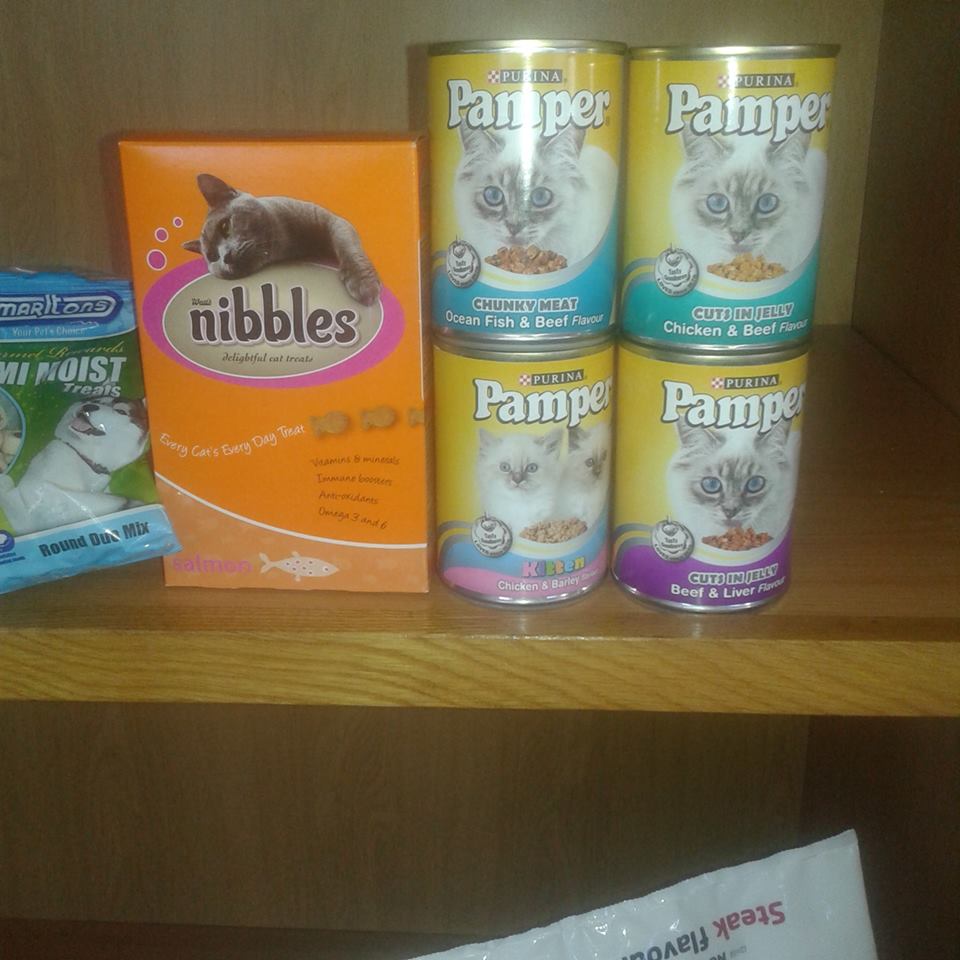 MARltons
Your Pet's Choice
Rewards
MI MOIST
Treats
Round Out Mix
nibbles
delightful cat treats
Every Cat's Every Day Treat
Vitamins & minerals
Immune boosters
Anti-oxidants
Omega 3 and 6
salmon
PURINA
Pamper
CHUNKY MEAT
Ocean Fish & Beef Flavour
PURINA
Pamper
CUTS IN JELLY
Chicken & Beef Flavour
PURINA
Pamper
Kitten
Chicken & Barley
PURINA
Pamper
CUTS IN JELLY
Beef & Liver Flavour
Steak flavou